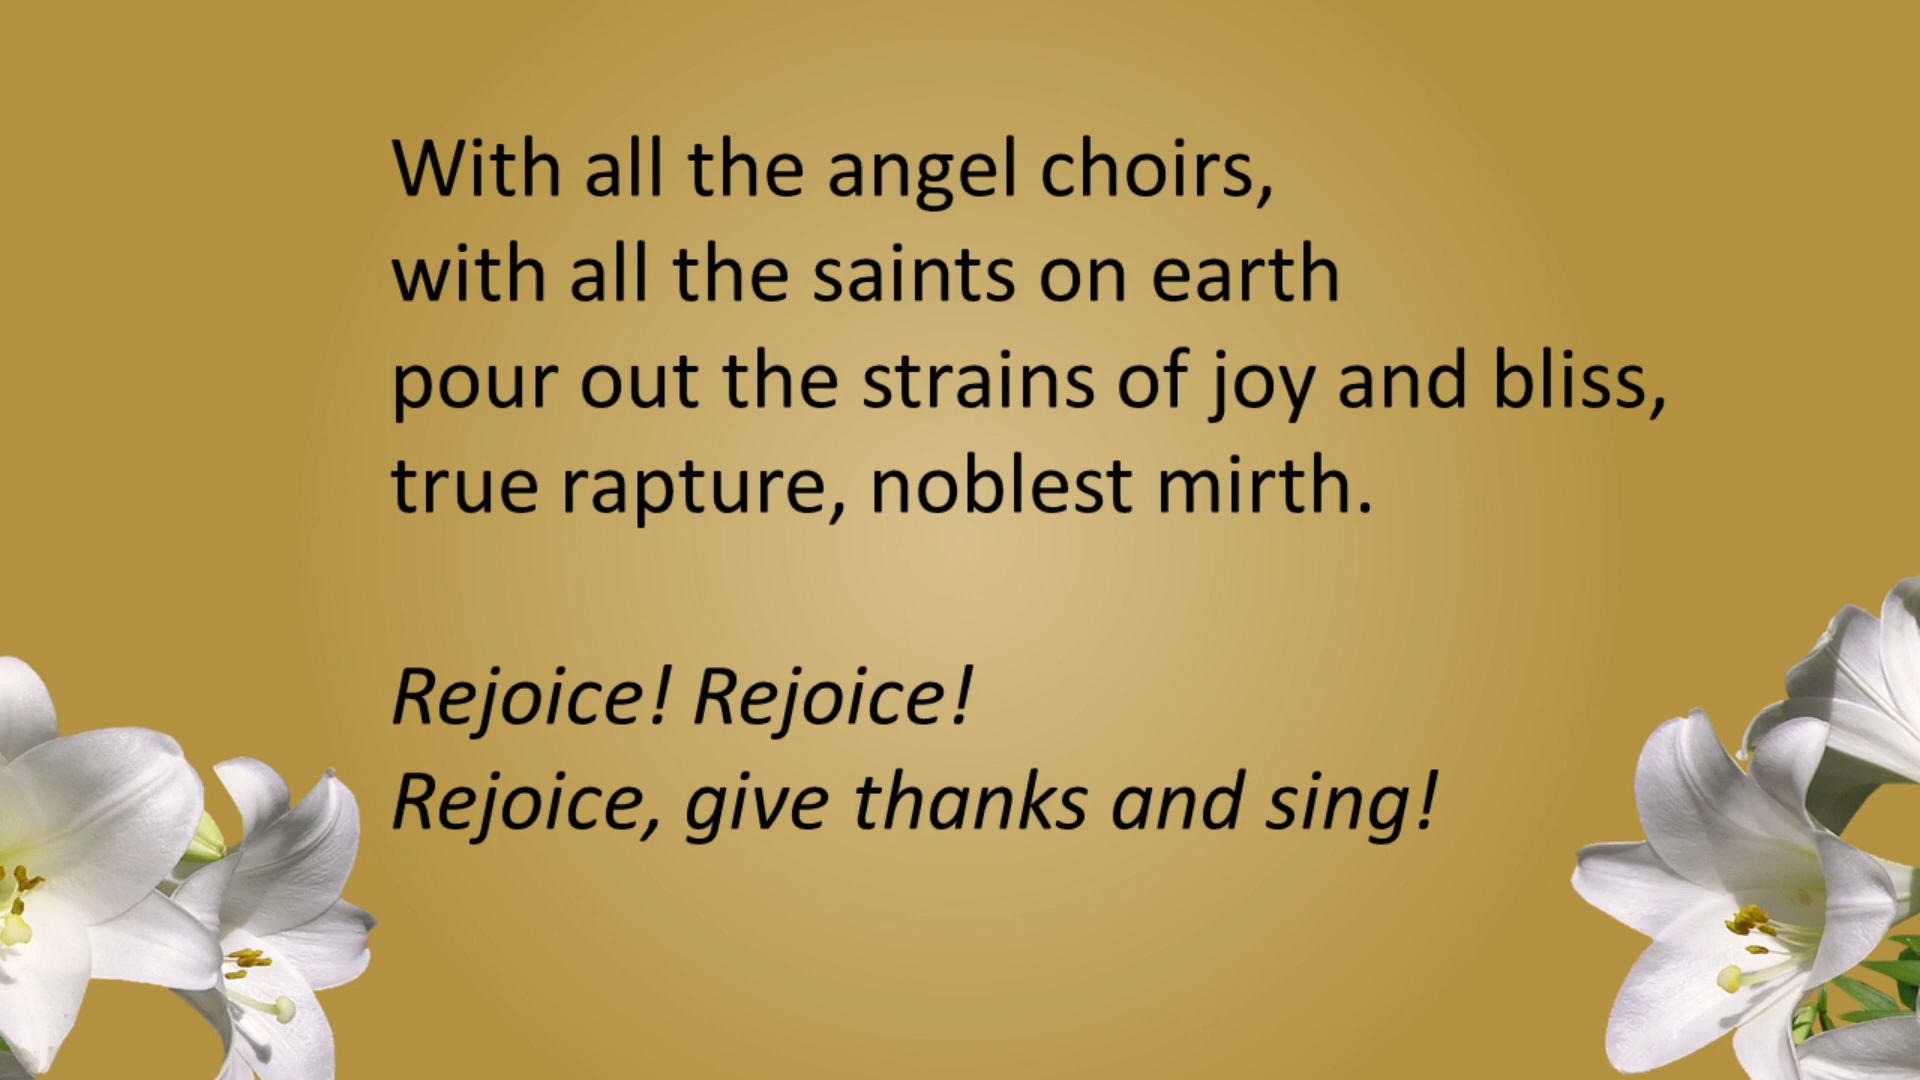 With all the angel choirs,
with all the saints on earth
pour out the strains of joy and bliss,
true rapture, noblest mirth.
Rejoice! Rejoice!
Rejoice, give thanks and sing!